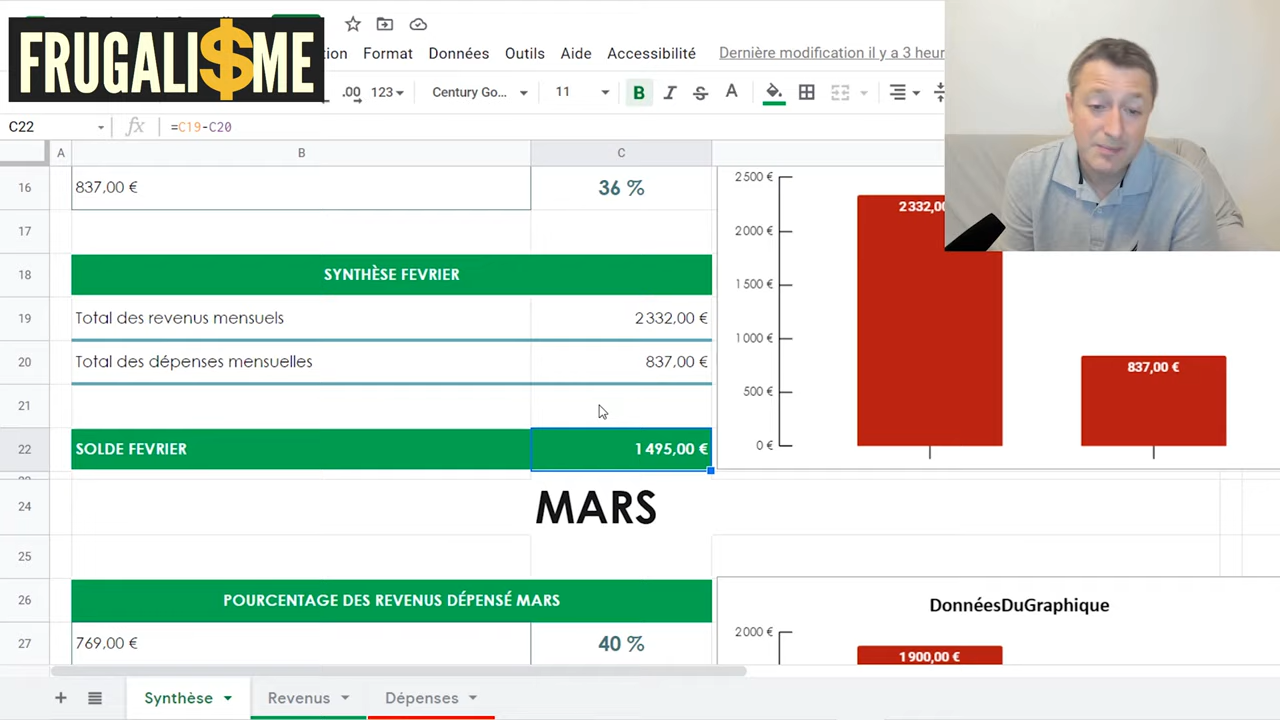 FRUGALI$ME
Format Données Outils Aide Accessibilité Dernière modification il y a 3 heur
.00 123 Century Go... 11 B I S A
C22 fx =C19-C20
A B C
16 837,00 € 36 %
17
18 SYNTHÈSE FEVRIER
19 Total des revenus mensuels 2 332,00 €
20 Total des dépenses mensuelles 837,00 €
21
22 SOLDE FEVRIER 1 495,00 €
24 MARS
25
26 POURCENTAGE DES REVENUS DÉPENSÉ MARS
27 769,00 € 40 %
2 500 €
2 332,00
2 000 €
1 500 €
1 000 €
837,00 €
500 €
0 €
DonnéesDuGraphique
2 000 €
1 900,00 €
+ Synthèse Revenus Dépenses